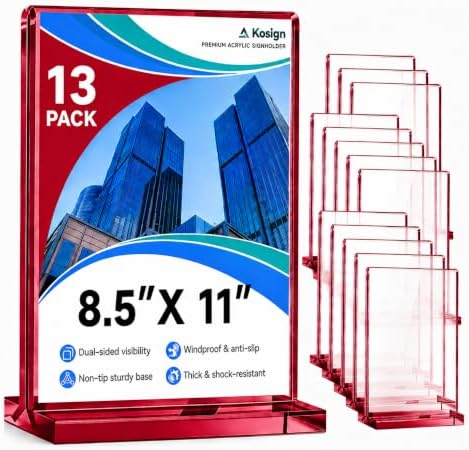 Kosign
PREMIUM ACRYLIC SIGNHOLDER
13
PACK
8.5” X 11”
Dual-sided visibility
Windproof & anti-slip
Non-tip sturdy base
Thick & shock-resistant